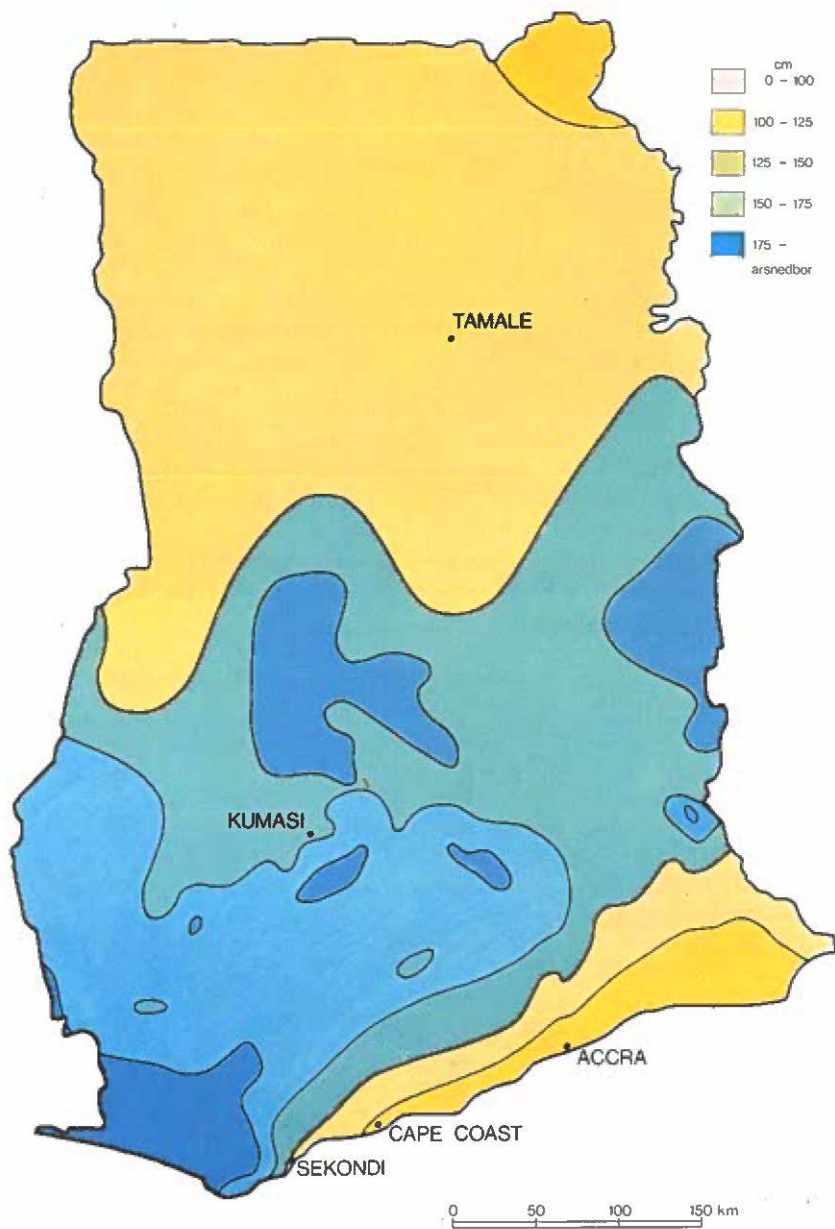 cm
0 - 100
100 - 125
125 - 150
150 - 175
175 -
arsnedbor
TAMALE
KUMASI
ACCRA
CAPE COAST
SEKONDI
0 50 100 150 km